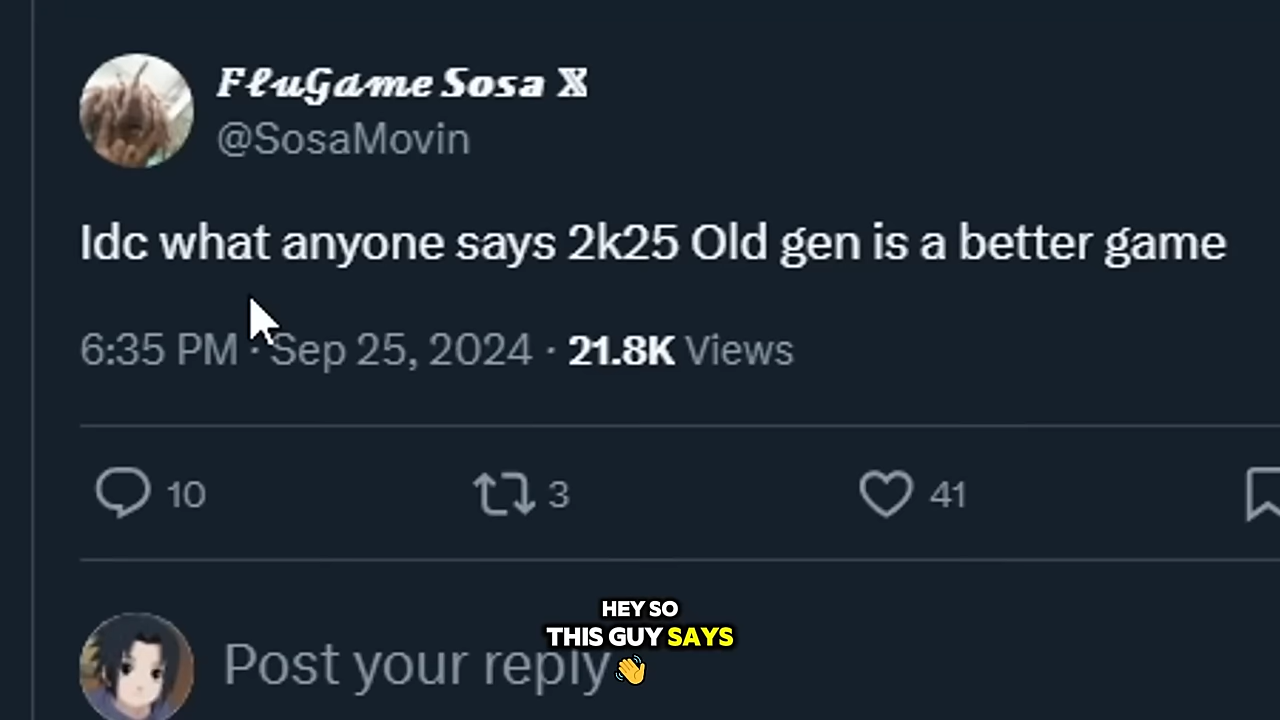 FluGame Sosa 𝕏
@SosaMovin
Idc what anyone says 2k25 Old gen is a better game
6:35 PM · Sep 25, 2024 · 21.8K Views
10 3 41
HEY SO
THIS GUY SAYS
Post your reply 👋